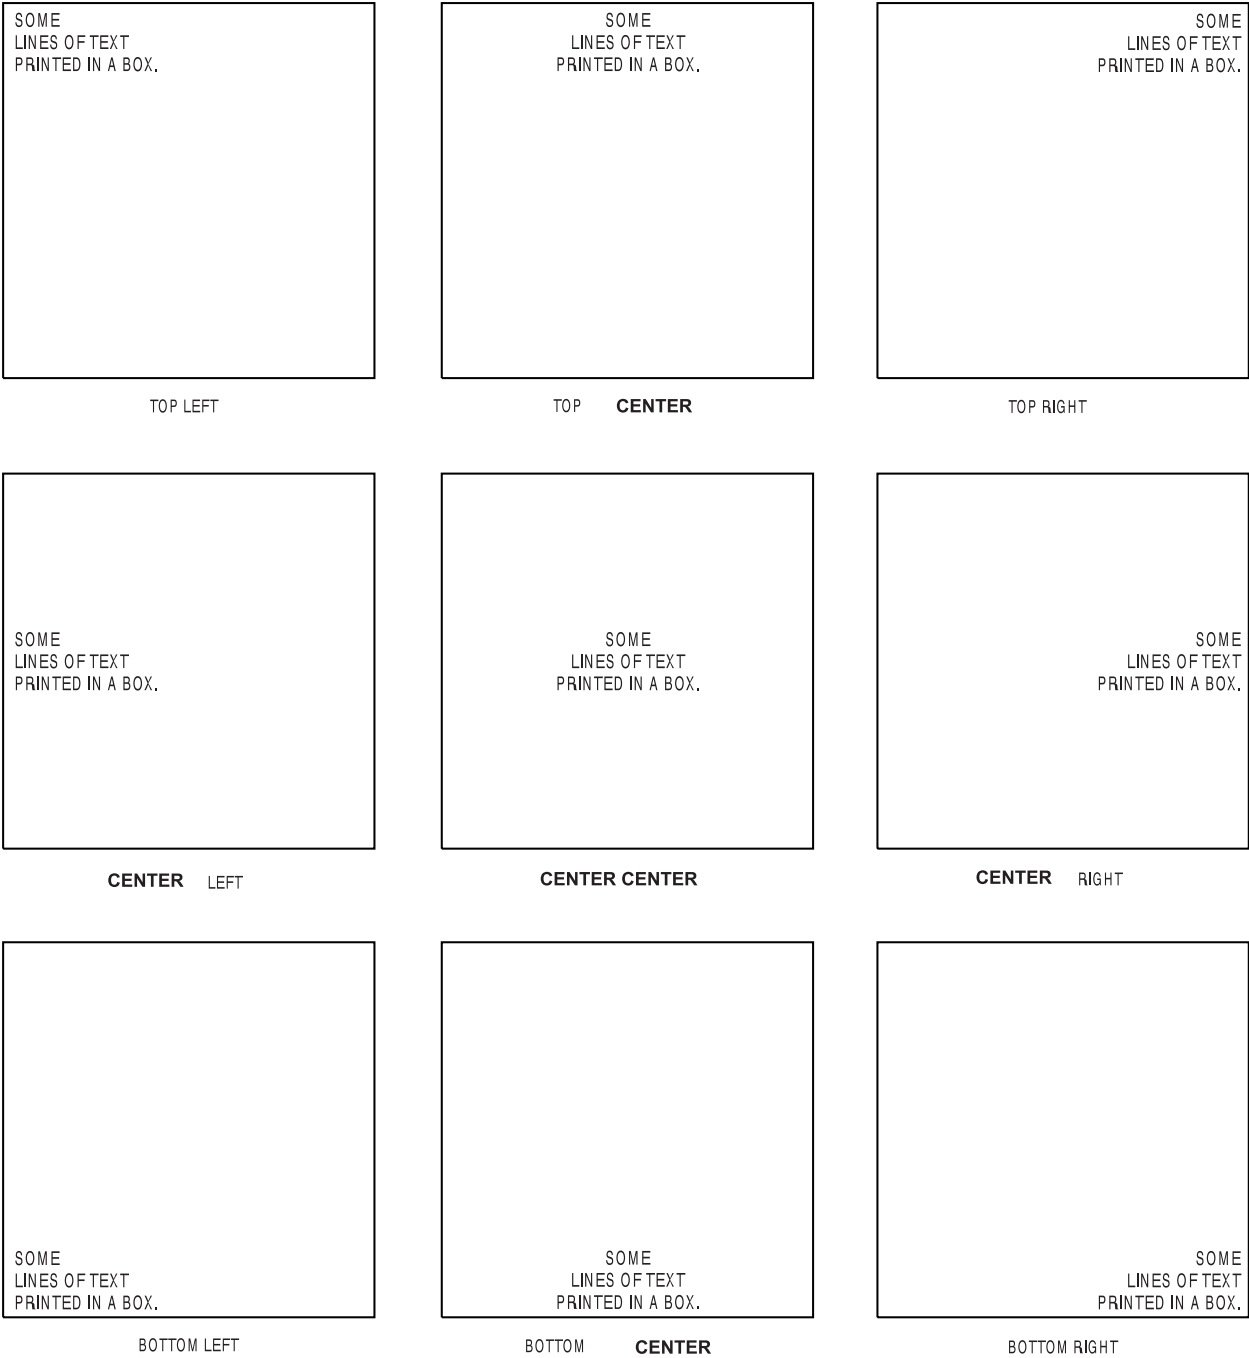 SOME
LINES OF TEXT
PRINTED IN A BOX.
TOP LEFT
SOME
LINES OF TEXT
PRINTED IN A BOX.
TOP CENTER
SOME
LINES OF TEXT
PRINTED IN A BOX.
TOP RIGHT
SOME
LINES OF TEXT
PRINTED IN A BOX.
CENTER LEFT
SOME
LINES OF TEXT
PRINTED IN A BOX.
CENTER CENTER
SOME
LINES OF TEXT
PRINTED IN A BOX.
CENTER RIGHT
SOME
LINES OF TEXT
PRINTED IN A BOX.
BOTTOM LEFT
SOME
LINES OF TEXT
PRINTED IN A BOX.
BOTTOM CENTER
SOME
LINES OF TEXT
PRINTED IN A BOX.
BOTTOM RIGHT